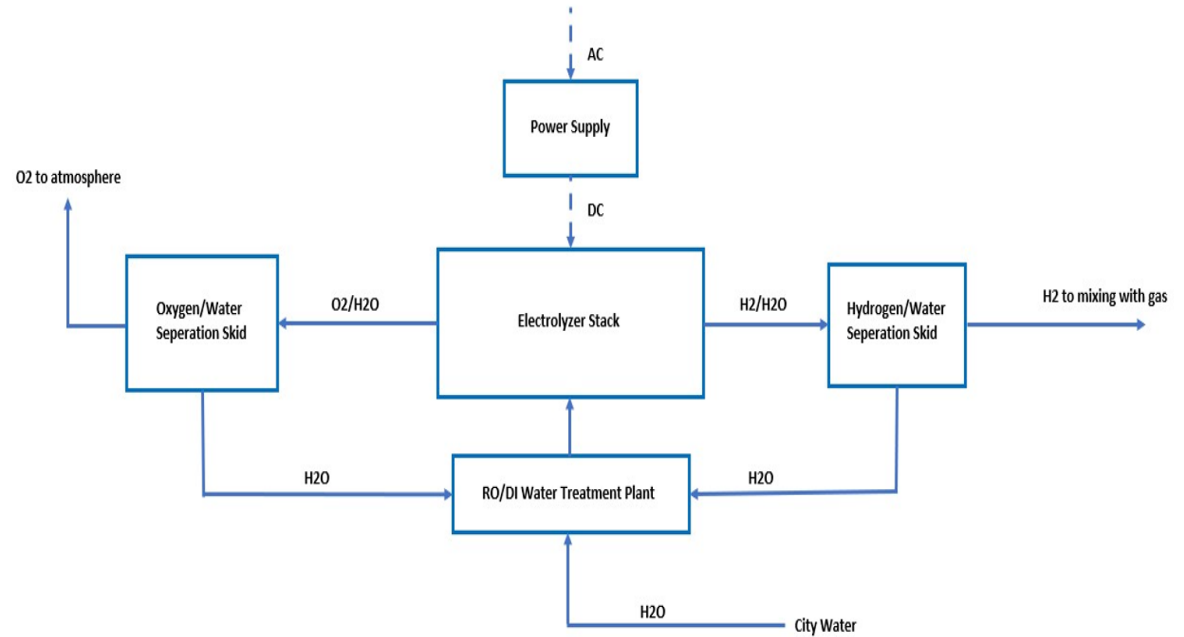 AC
Power Supply
O2 to atmosphere
DC
Oxygen/Water
Seperation Skid
O2/H2O
Electrolyzer Stack
H2/H2O
Hydrogen/Water
Seperation Skid
H2 to mixing with gas
H2O
RO/DI Water Treatment Plant
H2O
H2O
City Water